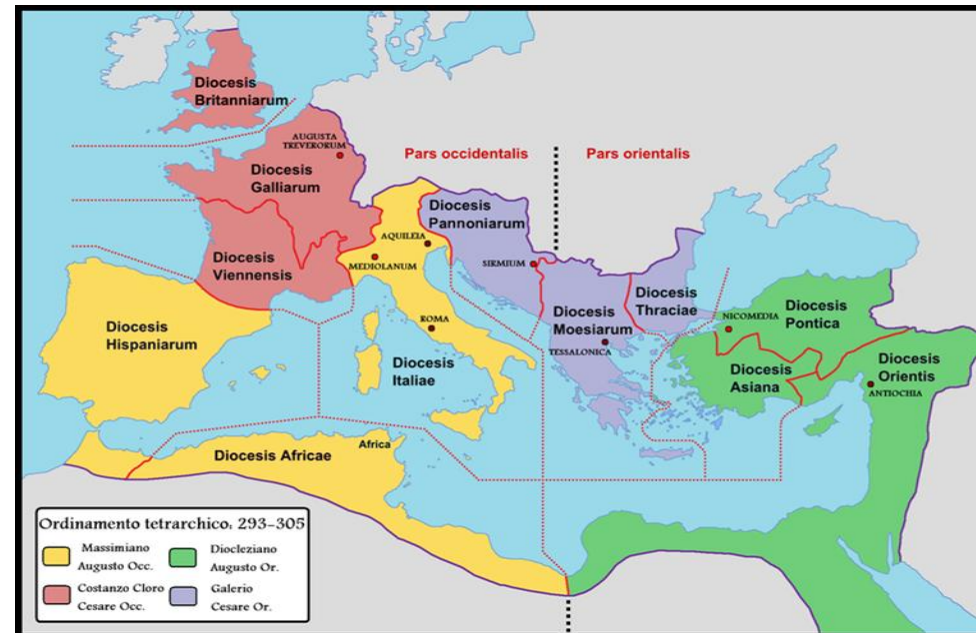 Diocesis
Britanniarum
AUGUSTA
TREVERORUM
Pars occidentalis
Pars orientalis
Diocesis
Galliarum
Diocesis
Pannoniarum
AQUILEIA
Diocesis
Viennensis
MEDIOLANUM
SIRMIUM
Diocesis
Thraciae
Diocesis
Pontica
Diocesis
Hispaniarum
ROMA
Diocesis
Moesiarum
NICOMEDIA
TESSALONICA
Diocesis
Italiae
Diocesis
Asiana
Diocesis
Orientis
ANTIOCHIA
Africa
Diocesis Africae
Ordinamento tetrarchico: 293-305
Massimiano
Augusto Occ.
Diocleziano
Augusto Or.
Costanzo Cloro
Cesare Occ.
Galerio
Cesare Or.